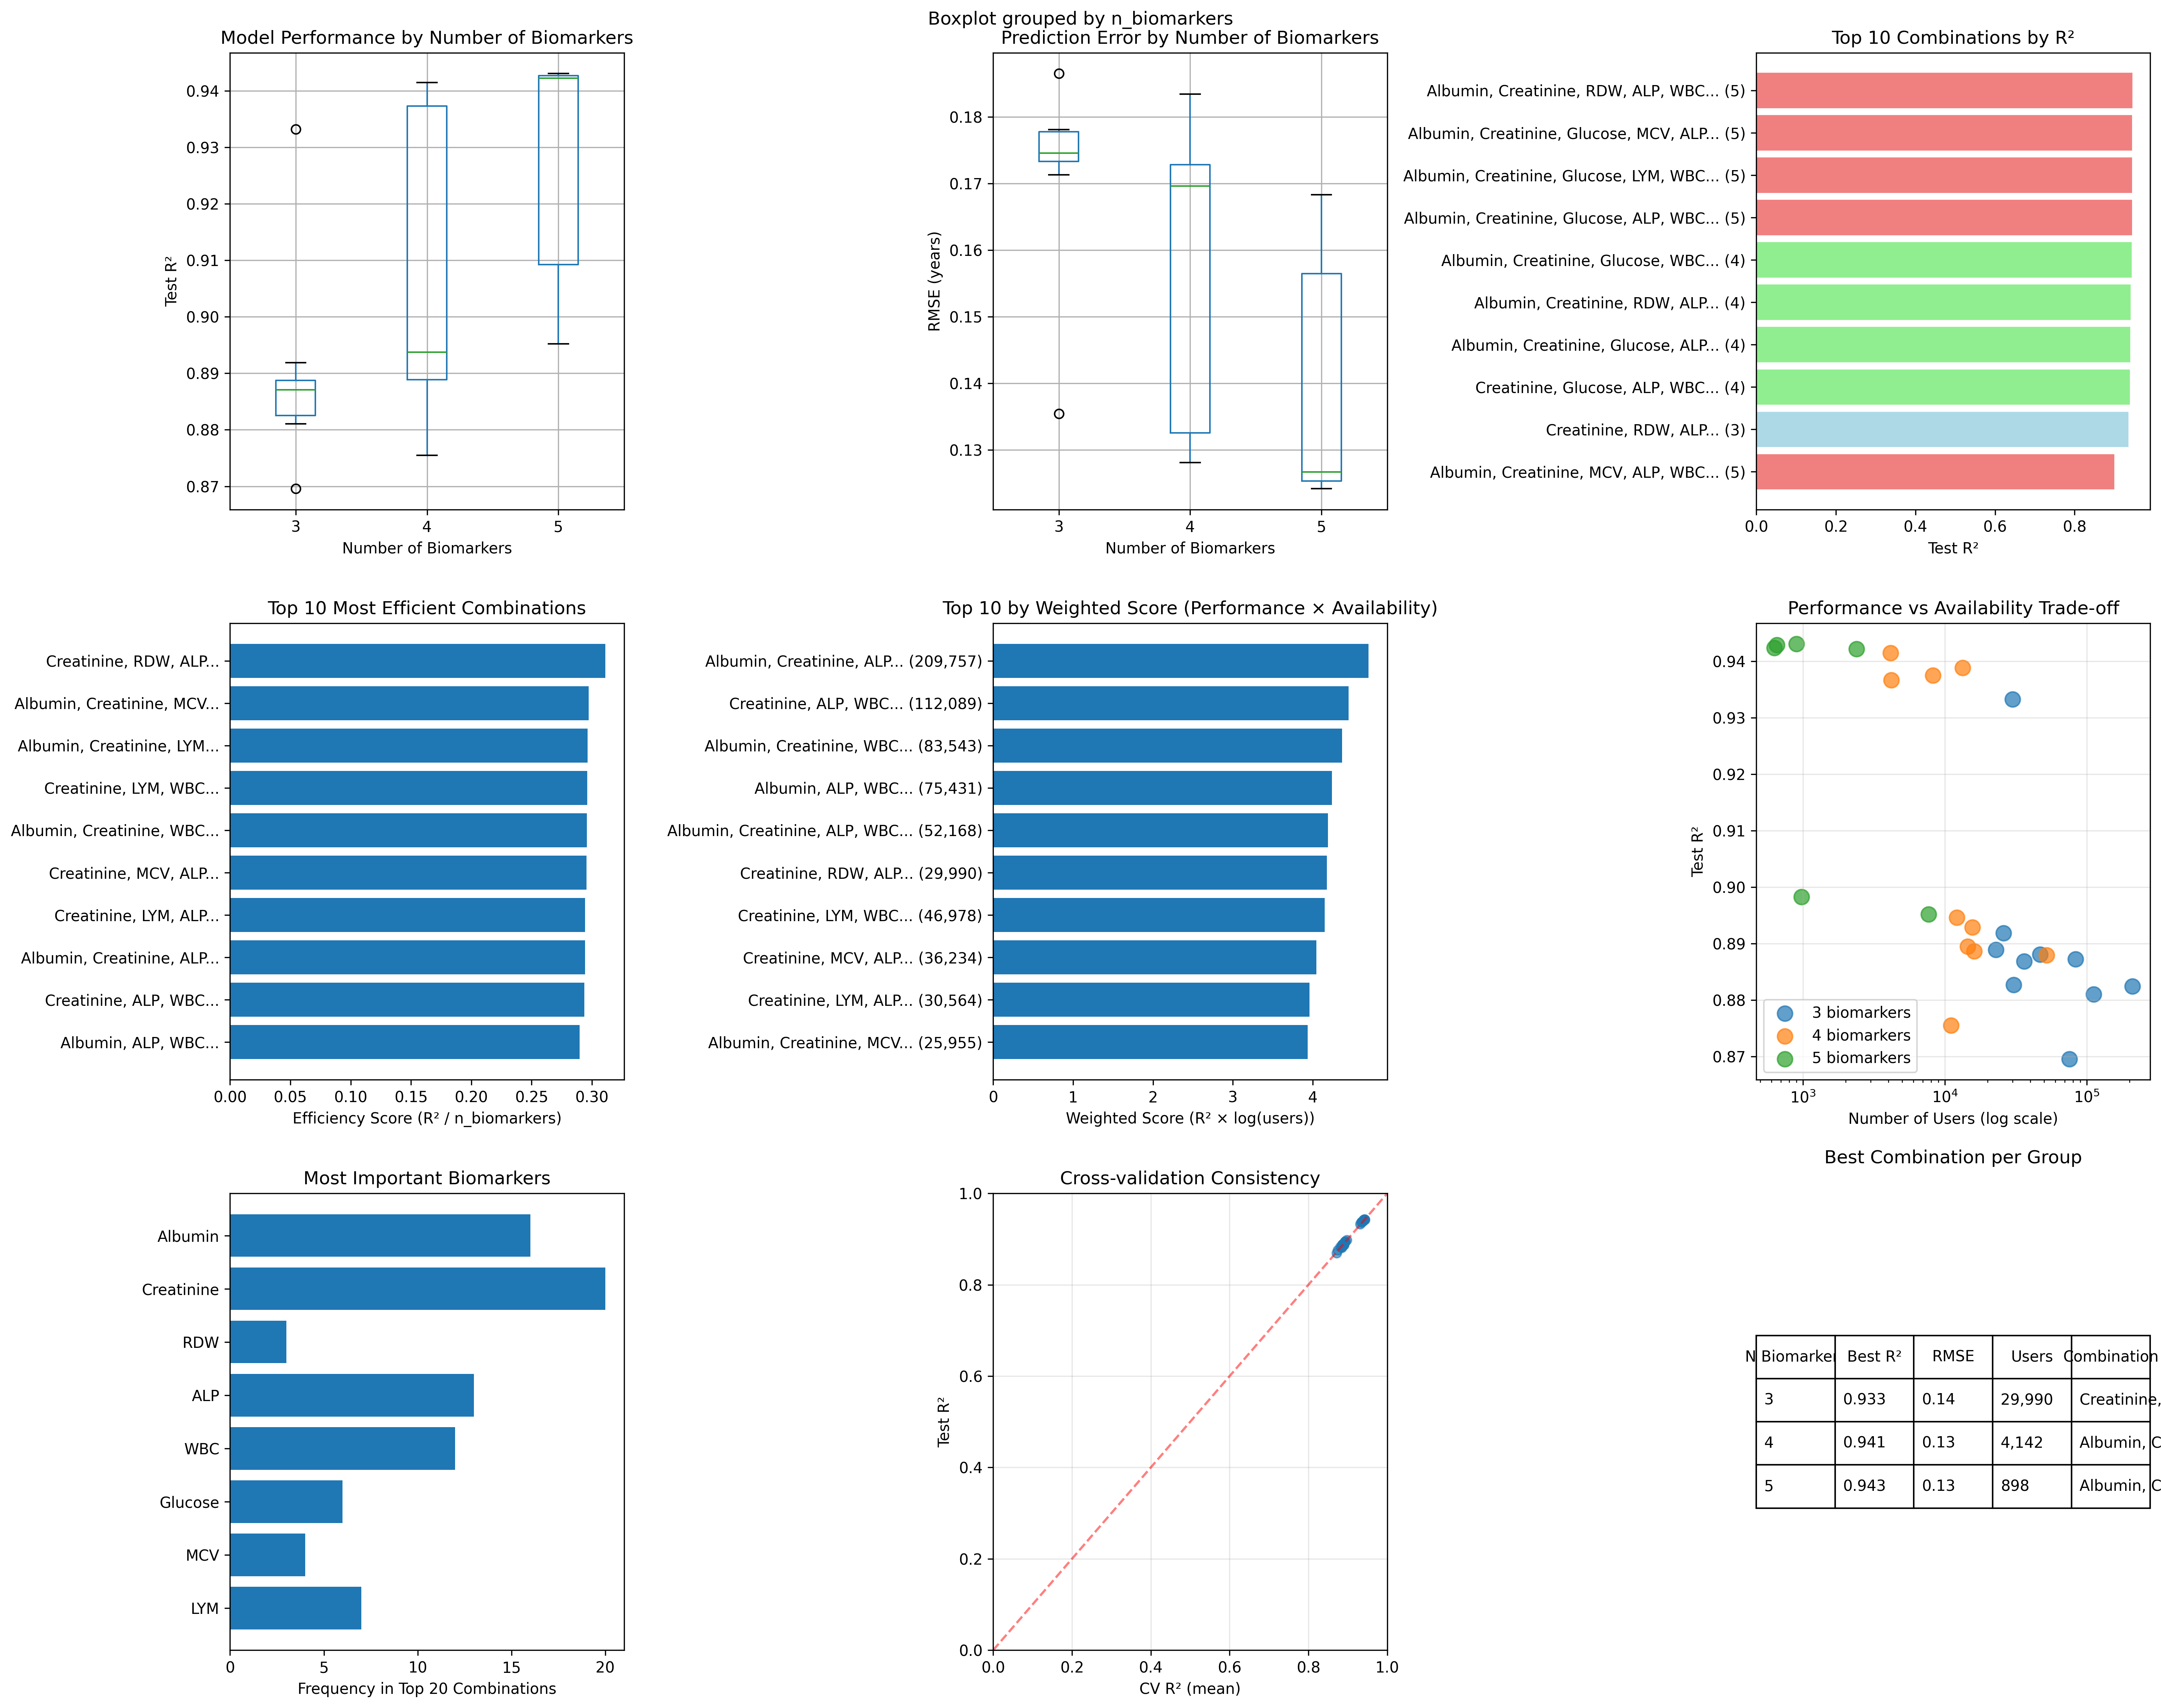 Boxplot grouped by n_biomarkers
Model Performance by Number of Biomarkers
Test R²
0.94
0.93
0.92
0.91
0.90
0.89
0.88
0.87
3 4 5
Number of Biomarkers
Prediction Error by Number of Biomarkers
RMSE (years)
0.18
0.17
0.16
0.15
0.14
0.13
3 4 5
Number of Biomarkers
Top 10 Combinations by R²
Albumin, Creatinine, RDW, ALP, WBC... (5)
Albumin, Creatinine, Glucose, MCV, ALP... (5)
Albumin, Creatinine, Glucose, LYM, WBC... (5)
Albumin, Creatinine, Glucose, ALP, WBC... (5)
Albumin, Creatinine, Glucose, WBC... (4)
Albumin, Creatinine, RDW, ALP... (4)
Albumin, Creatinine, Glucose, ALP... (4)
Creatinine, Glucose, ALP, WBC... (4)
Creatinine, RDW, ALP... (3)
Albumin, Creatinine, MCV, ALP, WBC... (5)
0.0 0.2 0.4 0.6 0.8
Test R²
Top 10 Most Efficient Combinations
Creatinine, RDW, ALP...
Albumin, Creatinine, MCV...
Albumin, Creatinine, LYM...
Creatinine, LYM, WBC...
Albumin, Creatinine, WBC...
Creatinine, MCV, ALP...
Creatinine, LYM, ALP...
Albumin, Creatinine, ALP...
Creatinine, ALP, WBC...
Albumin, ALP, WBC...
0.00 0.05 0.10 0.15 0.20 0.25 0.30
Efficiency Score (R² / n_biomarkers)
Top 10 by Weighted Score (Performance × Availability)
Albumin, Creatinine, ALP... (209,757)
Creatinine, ALP, WBC... (112,089)
Albumin, Creatinine, WBC... (83,543)
Albumin, ALP, WBC... (75,431)
Albumin, Creatinine, ALP, WBC... (52,168)
Creatinine, RDW, ALP... (29,990)
Creatinine, LYM, WBC... (46,978)
Creatinine, MCV, ALP... (36,234)
Creatinine, LYM, ALP... (30,564)
Albumin, Creatinine, MCV... (25,955)
0 1 2 3 4
Weighted Score (R² × log(users))
Performance vs Availability Trade-off
Test R²
0.94
0.93
0.92
0.91
0.90
0.89
0.88
0.87
3 biomarkers
4 biomarkers
5 biomarkers
10³ 10⁴ 10⁵
Number of Users (log scale)
Most Important Biomarkers
Albumin
Creatinine
RDW
ALP
WBC
Glucose
MCV
LYM
0 5 10 15 20
Frequency in Top 20 Combinations
Cross-validation Consistency
Test R²
1.0
0.8
0.6
0.4
0.2
0.0
0.0 0.2 0.4 0.6 0.8 1.0
CV R² (mean)
Best Combination per Group
N Biomarker Best R² RMSE Users Combination
3 0.933 0.14 29,990 Creatinine,
4 0.941 0.13 4,142 Albumin, C
5 0.943 0.13 898 Albumin, C